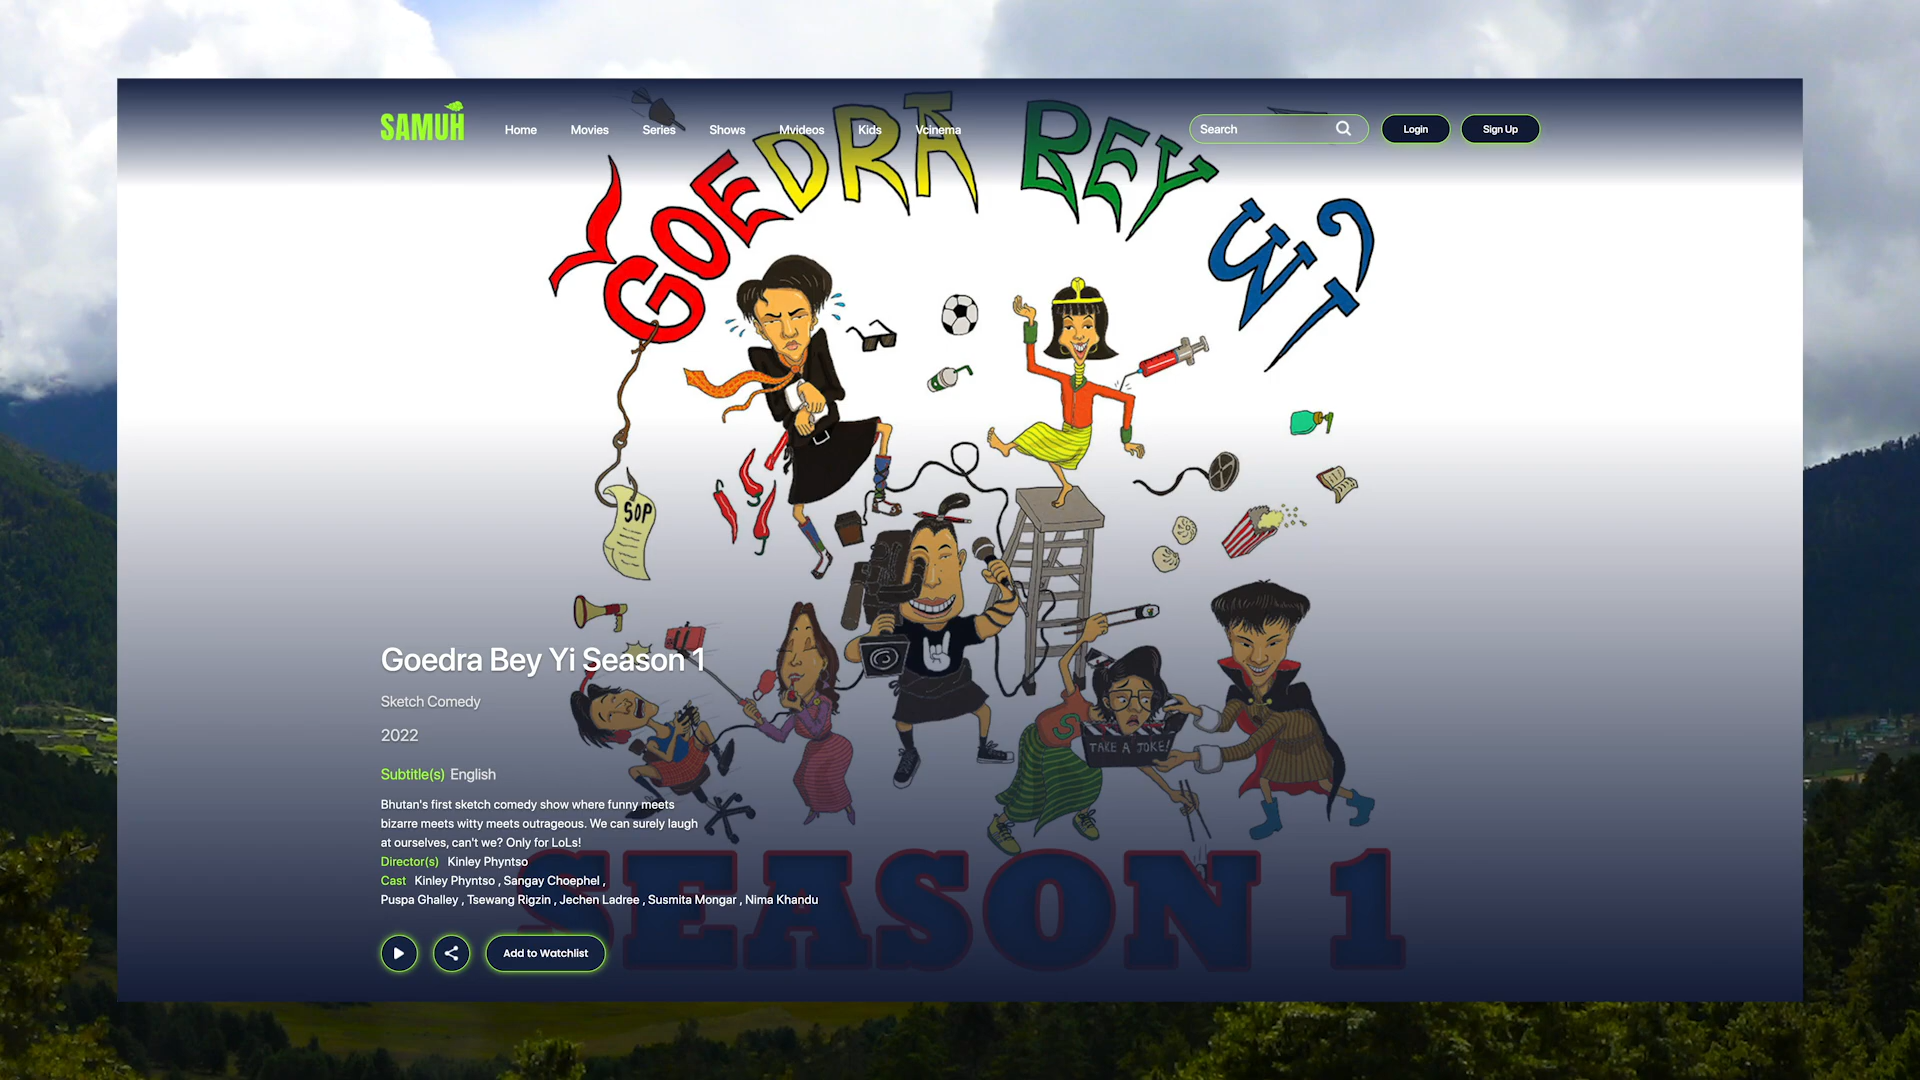 SAMUH
Home Movies Series Shows Mvideos Kids Vcinema
Search
Login
Sign Up
GOEDRA BEY YI
SOP
Goedra Bey Yi Season 1
Sketch Comedy
2022
Subtitle(s) English
S
TAKE A JOKE!
Bhutan's first sketch comedy show where funny meets
bizarre meets witty meets outrageous. We can surely laugh
at ourselves, can't we? Only for LoLs!
Director(s) Kinley Phyntso
Cast Kinley Phyntso , Sangay Choephel ,
Puspa Ghalley , Tsewang Rigzin , Jechen Ladree , Susmita Mongar , Nima Khandu
SEASON 1
Add to Watchlist